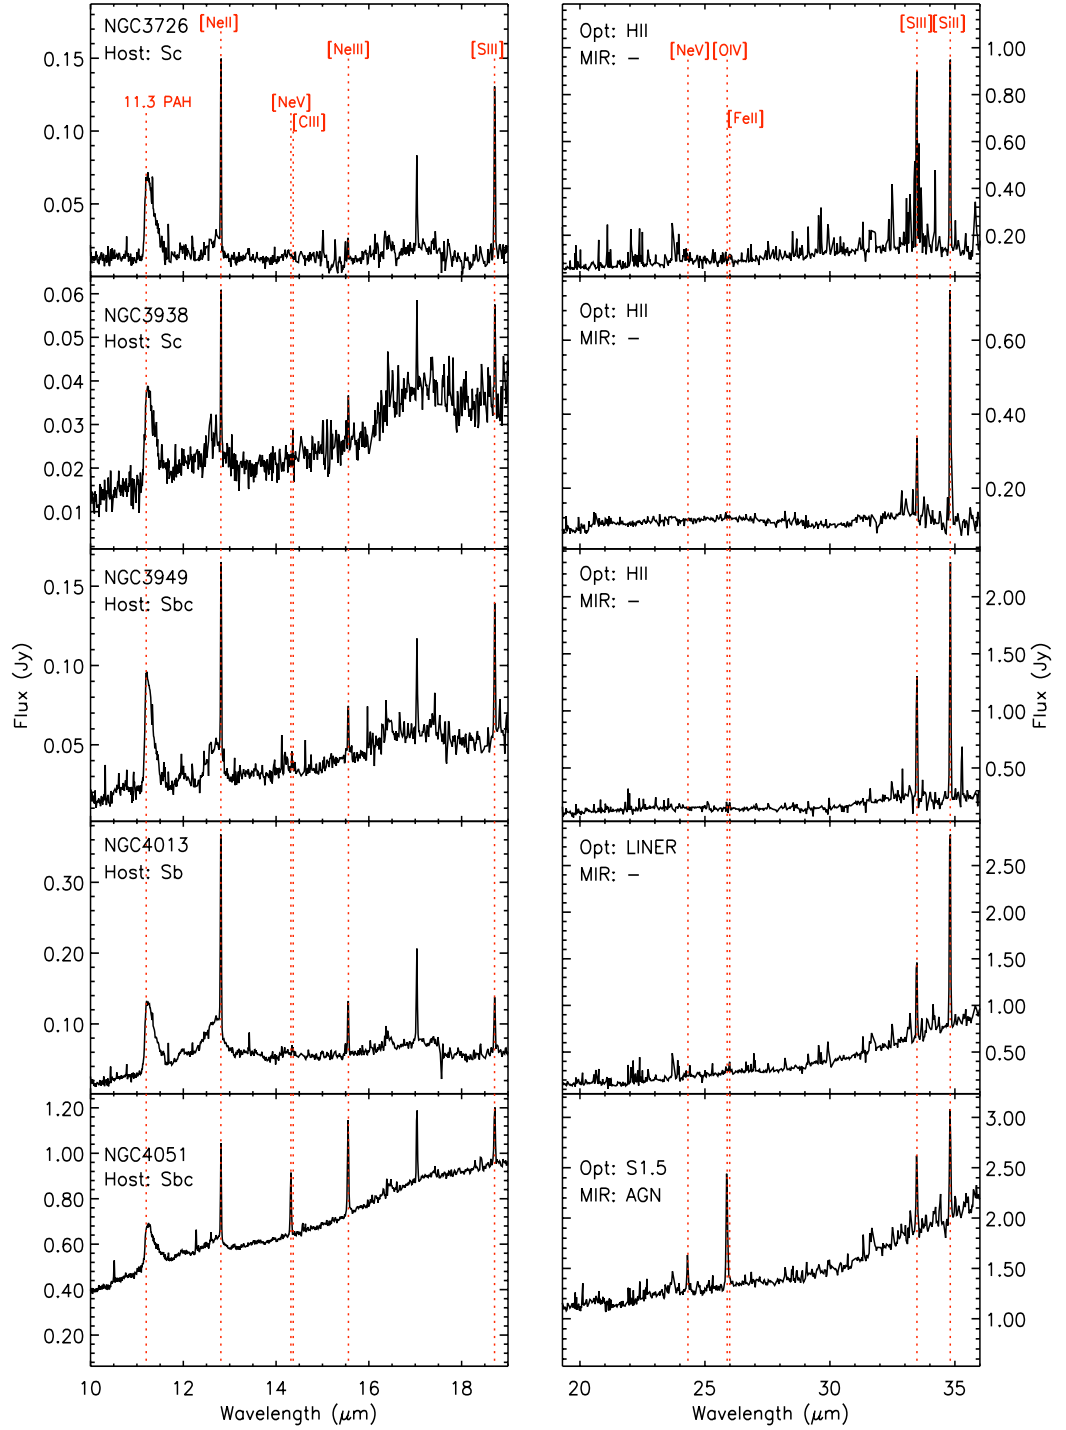 NGC3726
Host: Sc
[NeII]
[NeIII]
[SIII]
11.3 PAH
[NeV]
[CIII]
0.15
0.10
0.05
Opt: HII
MIR: –
[SIII]
[SiII]
[NeV]
[OIV]
[FeII]
1.00
0.80
0.60
0.40
0.20
NGC3938
Host: Sc
0.06
0.05
0.04
0.03
0.02
0.01
Opt: HII
MIR: –
0.60
0.40
0.20
NGC3949
Host: Sbc
0.15
0.10
0.05
Opt: HII
MIR: –
2.00
1.50
1.00
0.50
Flux (Jy)
Flux (Jy)
NGC4013
Host: Sb
0.30
0.20
0.10
Opt: LINER
MIR: –
2.50
2.00
1.50
1.00
0.50
NGC4051
Host: Sbc
1.20
1.00
0.80
0.60
0.40
0.20
Opt: S1.5
MIR: AGN
3.00
2.50
2.00
1.50
1.00
10 12 14 16 18
20 25 30 35
Wavelength (μm)
Wavelength (μm)